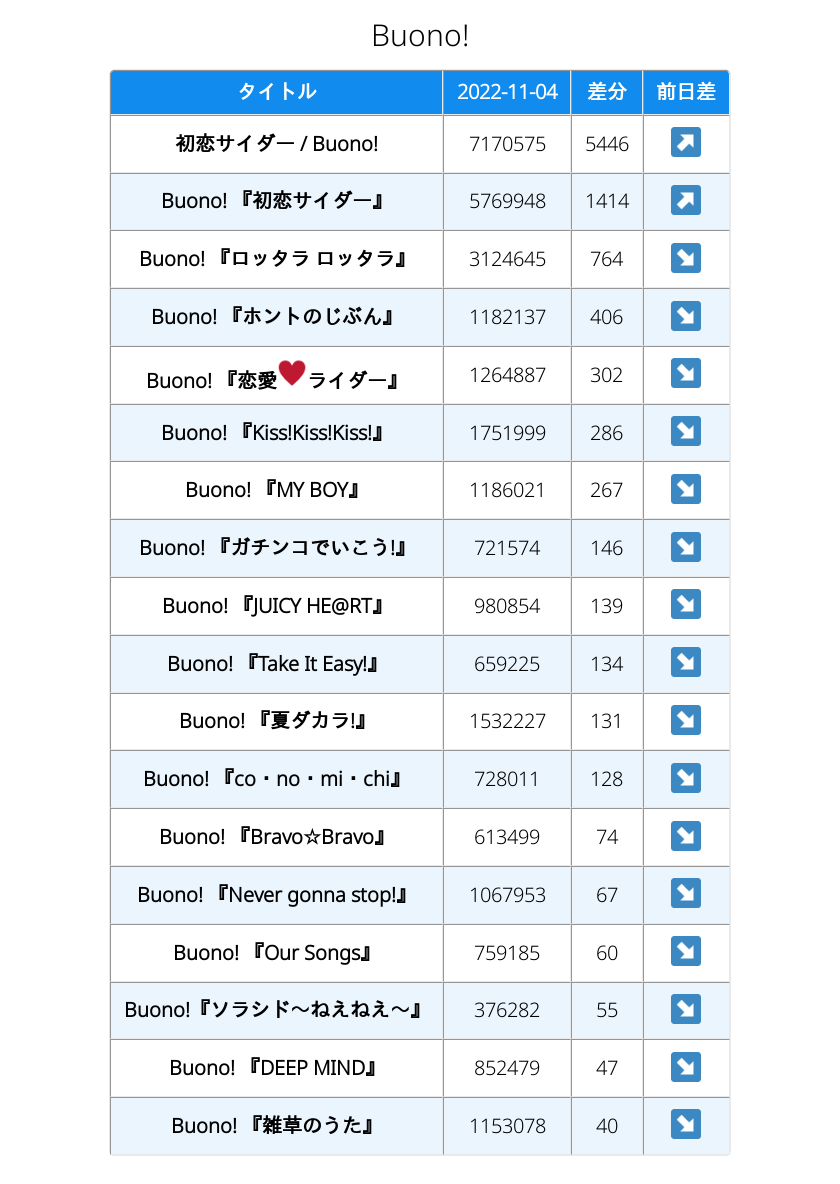 Buono!
タイトル 2022-11-04 差分 前日差
初恋サイダー / Buono! 7170575 5446 ↗
Buono! 『初恋サイダー』 5769948 1414 ↗
Buono! 『ロッタラ ロッタラ』 3124645 764 ↘
Buono! 『ホントのじぶん』 1182137 406 ↘
Buono! 『恋愛♥ライダー』 1264887 302 ↘
Buono! 『Kiss!Kiss!Kiss!』 1751999 286 ↘
Buono! 『MY BOY』 1186021 267 ↘
Buono! 『ガチンコでいこう!』 721574 146 ↘
Buono! 『JUICY HE@RT』 980854 139 ↘
Buono! 『Take It Easy!』 659225 134 ↘
Buono! 『夏ダカラ!』 1532227 131 ↘
Buono! 『co・no・mi・chi』 728011 128 ↘
Buono! 『Bravo☆Bravo』 613499 74 ↘
Buono! 『Never gonna stop!』 1067953 67 ↘
Buono! 『Our Songs』 759185 60 ↘
Buono!『ソラシド〜ねえねえ〜』 376282 55 ↘
Buono! 『DEEP MIND』 852479 47 ↘
Buono! 『雑草のうた』 1153078 40 ↘